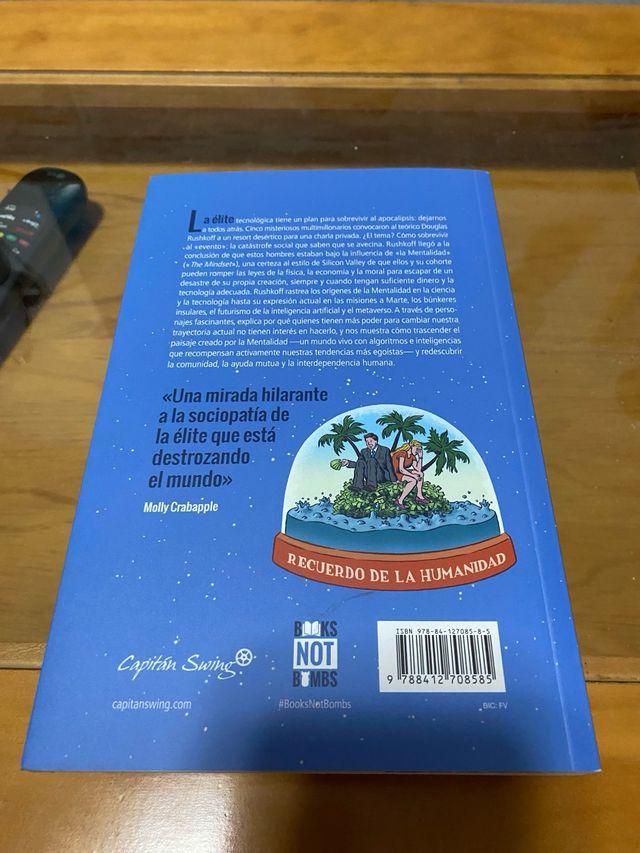 La élite tecnológica tiene un plan para sobrevivir al apocalipsis: dejarnos
a todos atrás. Cinco misteriosos multimillonarios convocaron al teórico Douglas
Rushkoff a un resort desértico para una charla privada. ¿El tema? Cómo sobrevivir
al «evento»: la catástrofe social que saben que se avecina. Rushkoff llegó a la
conclusión de que estos hombres estaban bajo la influencia de «la Mentalidad»
(«The Mindset»), una certeza al estilo de Silicon Valley de que ellos y su cohorte
pueden romper las leyes de la física, la economía y la moral para escapar de un
desastre de su propia creación, siempre y cuando tengan suficiente dinero y la
tecnología adecuada. Rushkoff rastrea los orígenes de la Mentalidad en la ciencia
y la tecnología hasta su expresión actual en las misiones a Marte, los búnkeres
insulares, el futurismo de la inteligencia artificial y el metaverso. A través de perso-
najes fascinantes, explica por qué quienes tienen más poder para cambiar nuestra
trayectoria actual no tienen interés en hacerlo, y nos muestra cómo trascender el
paisaje creado por la Mentalidad —un mundo vivo con algoritmos e inteligencias
que recompensan activamente nuestras tendencias más egoístas— y redescubrir
la comunidad, la ayuda mutua y la interdependencia humana.
«Una mirada hilarante
a la sociopatía de
la élite que está
destrozando
el mundo»
Molly Crabapple
RECUERDO DE LA HUMANIDAD
Capitán Swing
capitanswing.com
BOOKS
NOT
BOMBS
#BooksNotBombs
ISBN 978-84-127085-8-5
9 788412 708585
BIC: FV